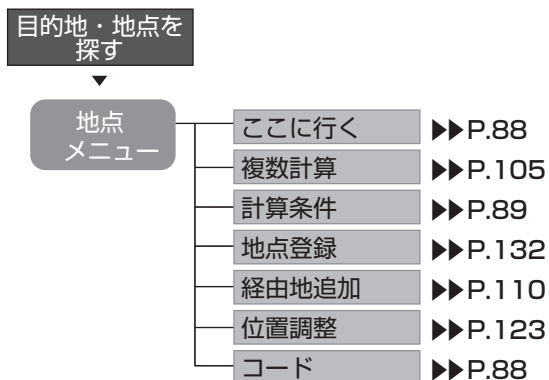 目的地・地点を
探す
▼
地点
メニュー
ここに行く ▶▶P.88
複数計算 ▶▶P.105
計算条件 ▶▶P.89
地点登録 ▶▶P.132
経由地追加 ▶▶P.110
位置調整 ▶▶P.123
コード ▶▶P.88